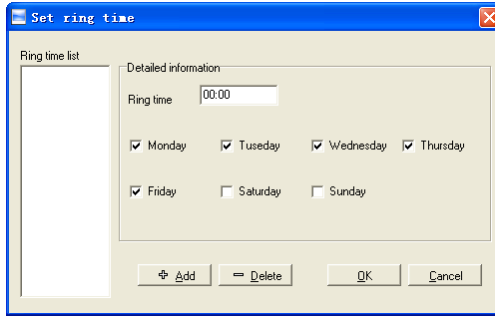 Set ring time
Ring time list
Detailed information
Ring time 00:00
Monday Tuseday Wednesday Thursday
Friday Saturday Sunday
Add Delete OK Cancel